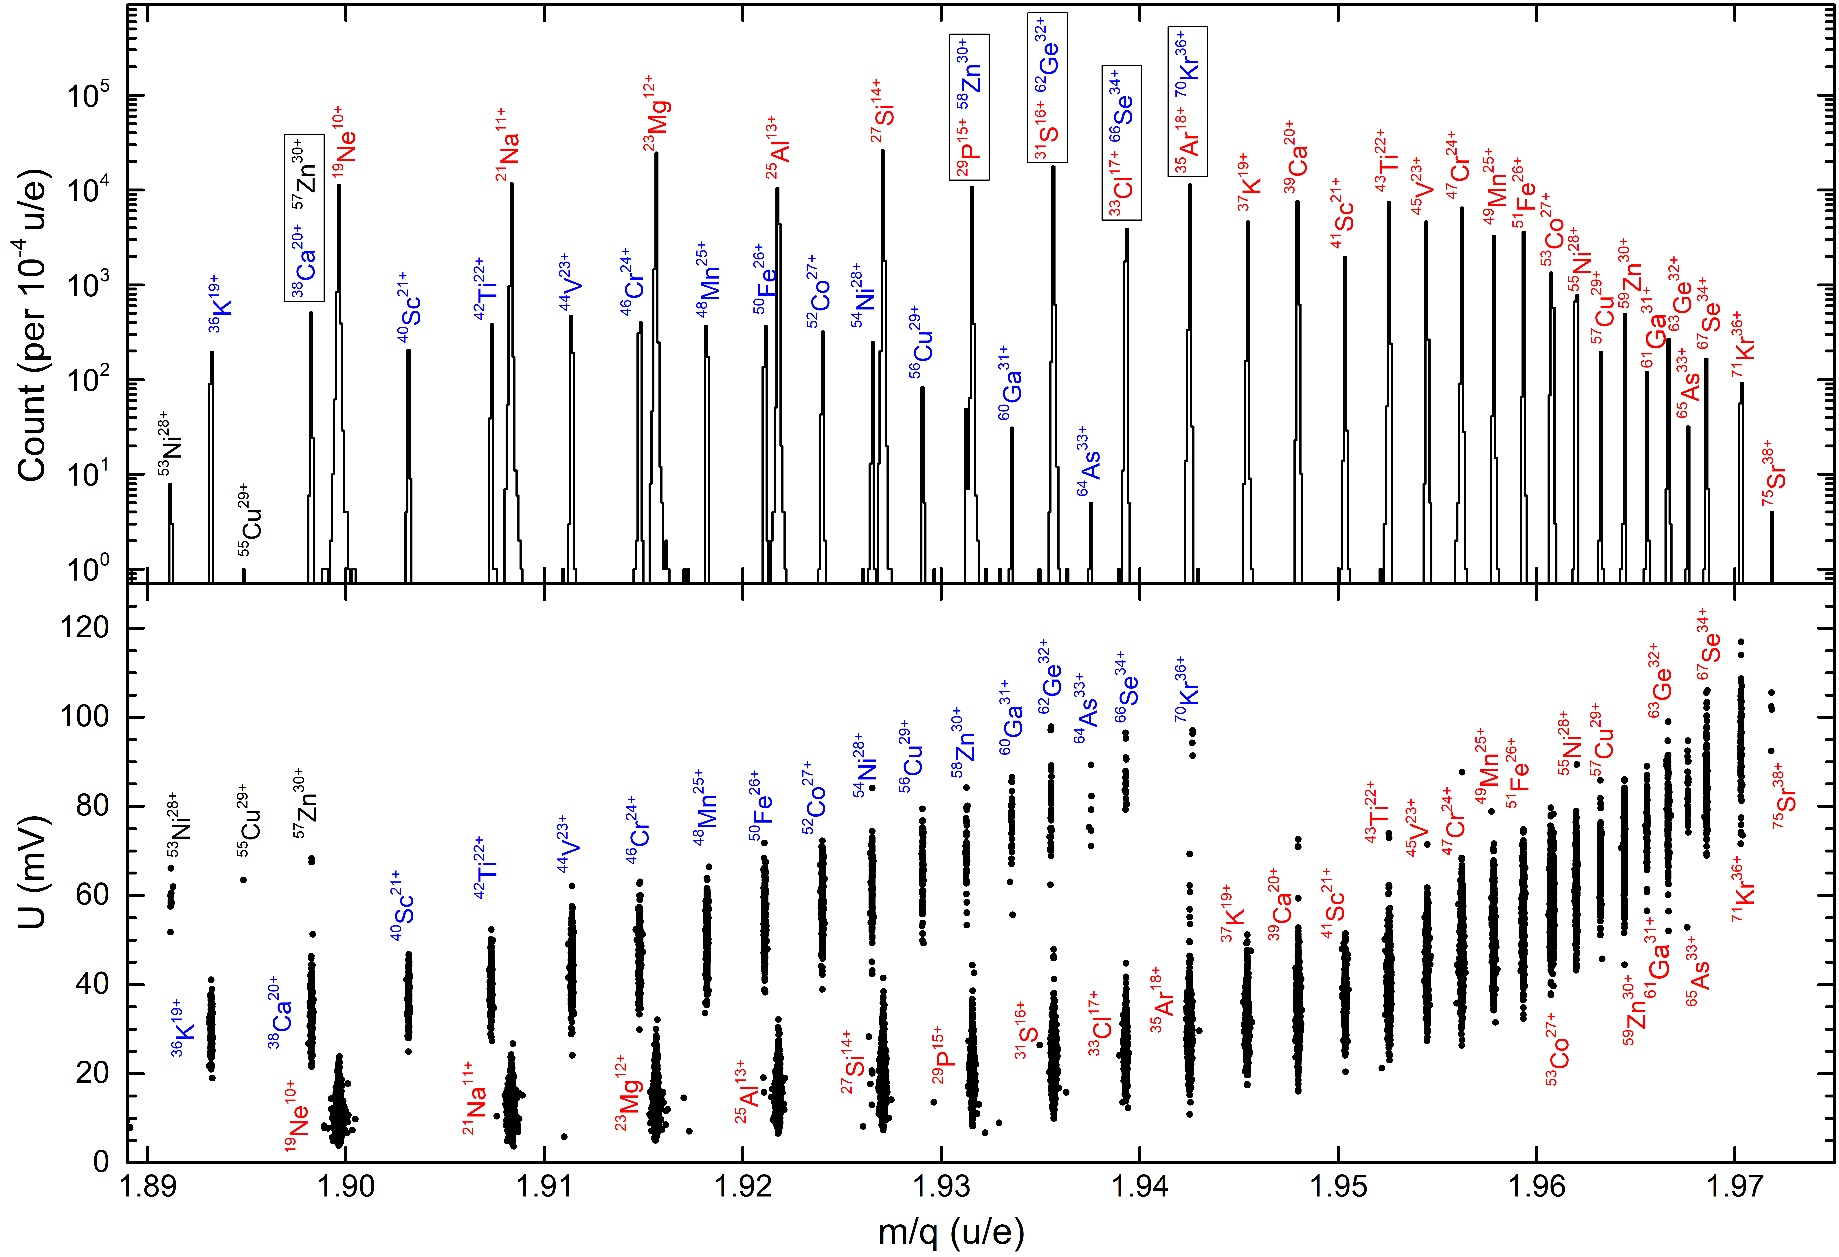 Count (per 10⁻⁴ u/e)
10⁵
10⁴
10³
10²
10¹
10⁰
⁵³Ni²⁸⁺
³⁶K¹⁹⁺
⁵⁵Cu²⁹⁺
³⁸Ca²⁰⁺ ⁵⁷Zn³⁰⁺
¹⁹Ne¹⁰⁺
⁴⁰Sc²¹⁺
⁴²Ti²²⁺
²¹Na¹¹⁺
⁴⁴V²³⁺
⁴⁶Cr²⁴⁺
²³Mg¹²⁺
⁴⁸Mn²⁵⁺
⁵⁰Fe²⁶⁺
²⁵Al¹³⁺
⁵²Co²⁷⁺
⁵⁴Ni²⁸⁺
²⁷Si¹⁴⁺
⁵⁶Cu²⁹⁺
²⁹P¹⁵⁺ ⁵⁸Zn³⁰⁺
⁶⁰Ga³¹⁺
³¹S¹⁶⁺ ⁶²Ge³²⁺
⁶⁴As³³⁺
³³Cl¹⁷⁺ ⁶⁶Se³⁴⁺
³⁵Ar¹⁸⁺ ⁷⁰Kr³⁶⁺
³⁷K¹⁹⁺
³⁹Ca²⁰⁺
⁴¹Sc²¹⁺
⁴³Ti²²⁺
⁴⁵V²³⁺
⁴⁷Cr²⁴⁺
⁴⁹Mn²⁵⁺
⁵¹Fe²⁶⁺
⁵³Co²⁷⁺
⁵⁵Ni²⁸⁺
⁵⁷Cu²⁹⁺
⁵⁹Zn³⁰⁺
⁶¹Ga³¹⁺
⁶³Ge³²⁺
⁶⁵As³³⁺
⁶⁷Se³⁴⁺
⁷¹Kr³⁶⁺
⁷⁵Sr³⁸⁺
U (mV)
120
100
80
60
40
20
0
⁵³Ni²⁸⁺
³⁶K¹⁹⁺
⁵⁵Cu²⁹⁺
³⁸Ca²⁰⁺
⁵⁷Zn³⁰⁺
¹⁹Ne¹⁰⁺
⁴⁰Sc²¹⁺
²¹Na¹¹⁺
⁴²Ti²²⁺
⁴⁴V²³⁺
²³Mg¹²⁺
⁴⁶Cr²⁴⁺
⁴⁸Mn²⁵⁺
²⁵Al¹³⁺
⁵⁰Fe²⁶⁺
⁵²Co²⁷⁺
²⁷Si¹⁴⁺
⁵⁴Ni²⁸⁺
⁵⁶Cu²⁹⁺
²⁹P¹⁵⁺
⁵⁸Zn³⁰⁺
⁶⁰Ga³¹⁺
³¹S¹⁶⁺
⁶²Ge³²⁺
⁶⁴As³³⁺
³³Cl¹⁷⁺
⁶⁶Se³⁴⁺
³⁵Ar¹⁸⁺
⁷⁰Kr³⁶⁺
³⁷K¹⁹⁺
³⁹Ca²⁰⁺
⁴¹Sc²¹⁺
⁴³Ti²²⁺
⁴⁵V²³⁺
⁴⁷Cr²⁴⁺
⁴⁹Mn²⁵⁺
⁵¹Fe²⁶⁺
⁵³Co²⁷⁺
⁵⁵Ni²⁸⁺
⁵⁷Cu²⁹⁺
⁵⁹Zn³⁰⁺
⁶¹Ga³¹⁺
⁶³Ge³²⁺
⁶⁵As³³⁺
⁶⁷Se³⁴⁺
⁷¹Kr³⁶⁺
⁷⁵Sr³⁸⁺
1.89 1.90 1.91 1.92 1.93 1.94 1.95 1.96 1.97
m/q (u/e)